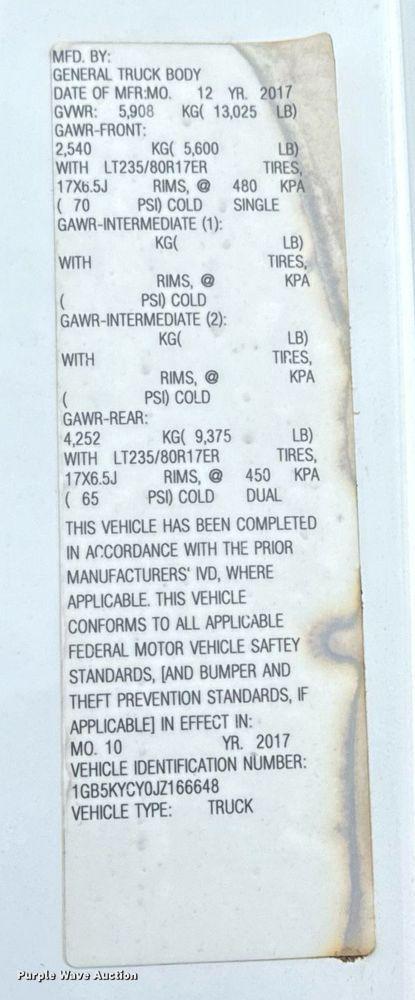 MFD. BY:
GENERAL TRUCK BODY
DATE OF MFR:MO. 12 YR. 2017
GVWR: 5,908 KG( 13,025 LB)
GAWR-FRONT:
2,540 KG( 5,600 LB)
WITH LT235/80R17ER TIRES,
17X6.5J RIMS, @ 480 KPA
( 70 PSI) COLD SINGLE
GAWR-INTERMEDIATE (1):
KG( LB)
WITH TIRES,
RIMS, @ KPA
( PSI) COLD
GAWR-INTERMEDIATE (2):
KG( LB)
WITH TIRES,
RIMS, @ KPA
( PSI) COLD
GAWR-REAR:
4,252 KG( 9,375 LB)
WITH LT235/80R17ER TIRES,
17X6.5J RIMS, @ 450 KPA
( 65 PSI) COLD DUAL
THIS VEHICLE HAS BEEN COMPLETED
IN ACCORDANCE WITH THE PRIOR
MANUFACTURERS' IVD, WHERE
APPLICABLE. THIS VEHICLE
CONFORMS TO ALL APPLICABLE
FEDERAL MOTOR VEHICLE SAFTEY
STANDARDS, [AND BUMPER AND
THEFT PREVENTION STANDARDS, IF
APPLICABLE] IN EFFECT IN:
MO. 10 YR. 2017
VEHICLE IDENTIFICATION NUMBER:
1GB5KYCY0JZ166648
VEHICLE TYPE: TRUCK
Purple Wave Auction